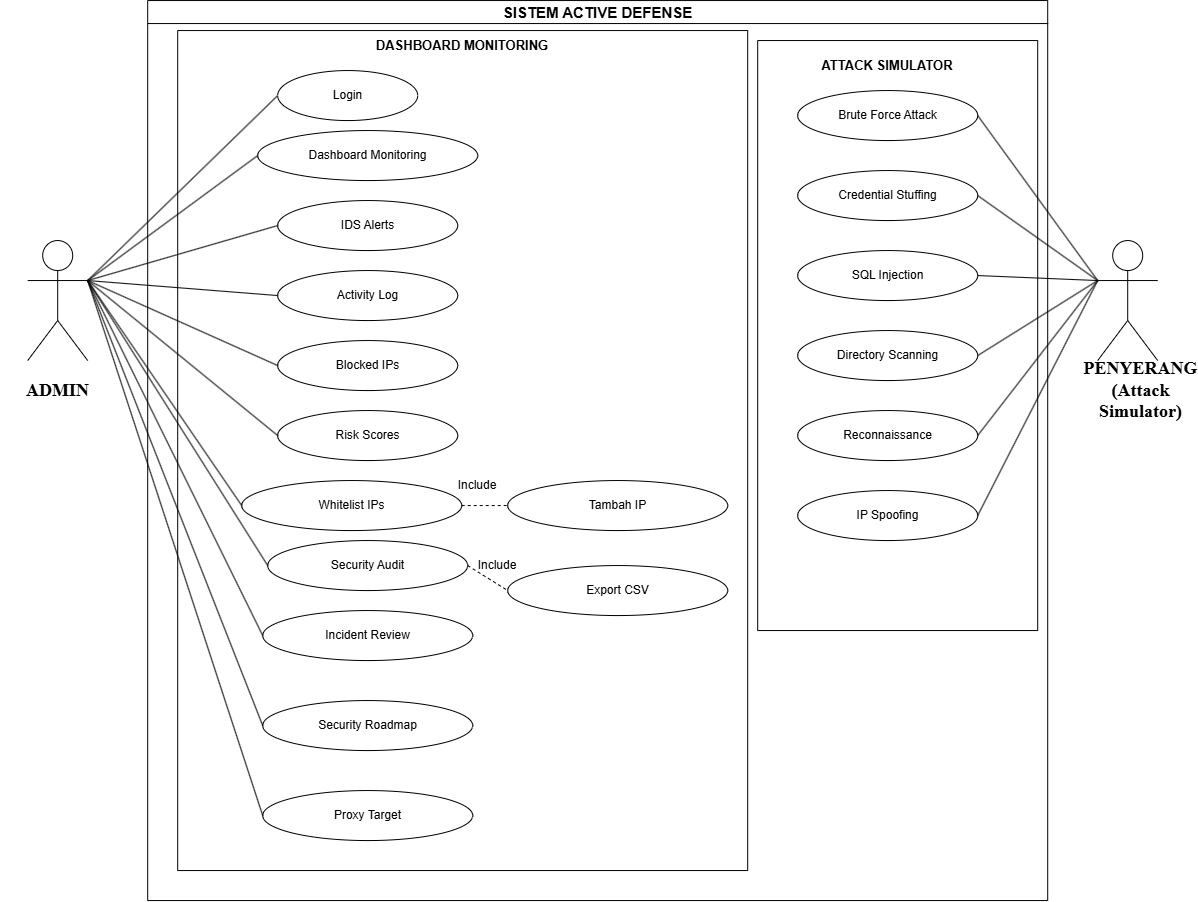 SISTEM ACTIVE DEFENSE
DASHBOARD MONITORING
Login
Dashboard Monitoring
IDS Alerts
Activity Log
Blocked IPs
Risk Scores
Whitelist IPs
Include
Tambah IP
Security Audit
Include
Export CSV
Incident Review
Security Roadmap
Proxy Target
ADMIN
ATTACK SIMULATOR
Brute Force Attack
Credential Stuffing
SQL Injection
Directory Scanning
Reconnaissance
IP Spoofing
PENYERANG
(Attack
Simulator)